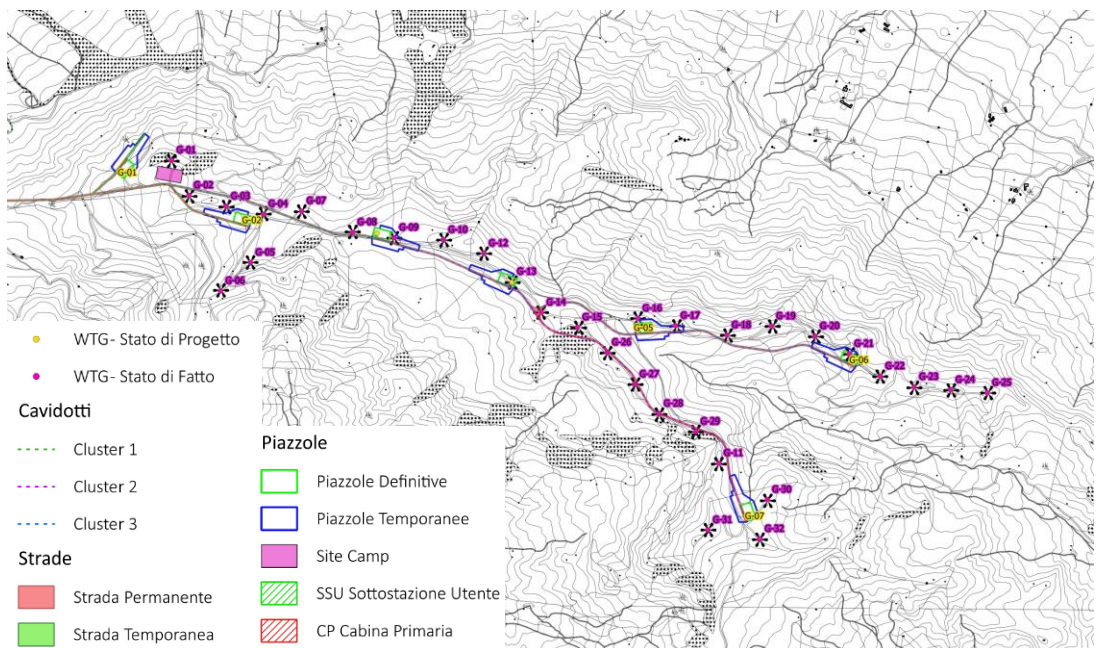 G-01
G-01
G-02
G-03
G-04
G-07
G-02
G-08
G-09
G-10
G-12
G-05
G-06
G-13
G-14
G-15
G-16
G-17
G-05
G-18
G-19
G-20
G-21
G-06
G-22
G-23
G-24
G-25
G-26
G-27
G-28
G-29
G-11
G-30
G-07
G-31
G-32
WTG- Stato di Progetto
WTG- Stato di Fatto
Cavidotti
Cluster 1
Cluster 2
Cluster 3
Strade
Strada Permanente
Strada Temporanea
Piazzole
Piazzole Definitive
Piazzole Temporanee
Site Camp
SSU Sottostazione Utente
CP Cabina Primaria